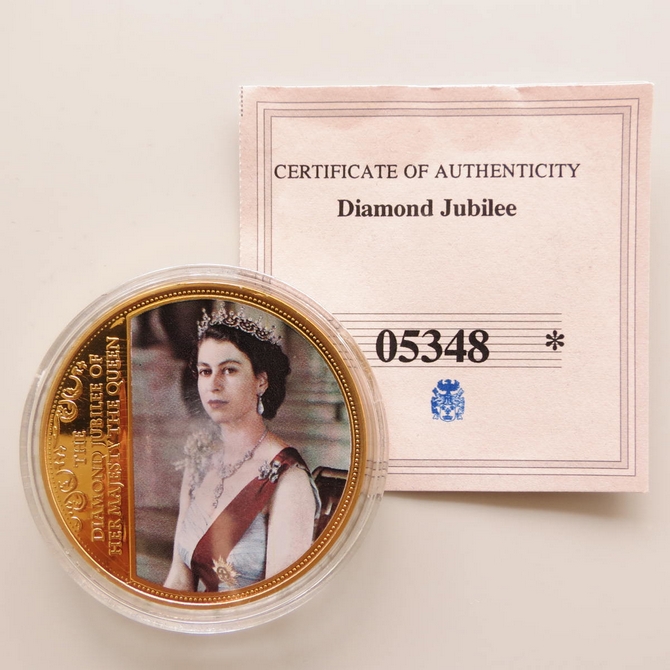 CERTIFICATE OF AUTHENTICITY
Diamond Jubilee
05348 *
THE
DIAMOND JUBILEE OF
HER MAJESTY THE QUEEN